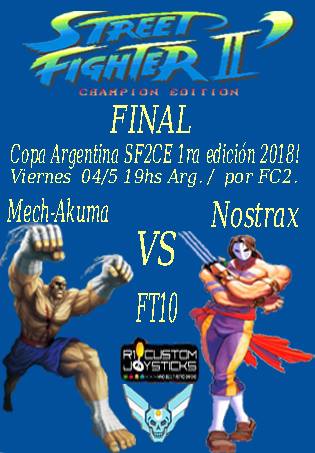 STREET
FIGHTER II'
CHAMPION EDITION
FINAL
Copa Argentina SF2CE 1ra edición 2018!
Viernes 04/5 19hs Arg. / por FC2.
Mech-Akuma
Nostrax
VS
FT10
R1 CUSTOM
JOYSTICKS